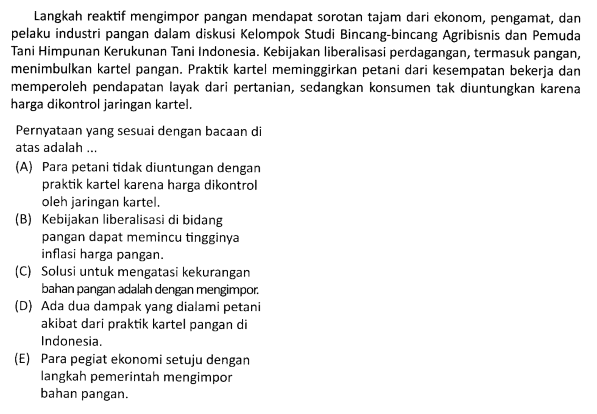 Langkah reaktif mengimpor pangan mendapat sorotan tajam dari ekonom, pengamat, dan
pelaku industri pangan dalam diskusi Kelompok Studi Bincang-bincang Agribisnis dan Pemuda
Tani Himpunan Kerukunan Tani Indonesia. Kebijakan liberalisasi perdagangan, termasuk pangan,
menimbulkan kartel pangan. Praktik kartel meminggirkan petani dari kesempatan bekerja dan
memperoleh pendapatan layak dari pertanian, sedangkan konsumen tak diuntungkan karena
harga dikontrol jaringan kartel.
Pernyataan yang sesuai dengan bacaan di
atas adalah ...
(A) Para petani tidak diuntungan dengan
praktik kartel karena harga dikontrol
oleh jaringan kartel.
(B) Kebijakan liberalisasi di bidang
pangan dapat memincu tingginya
inflasi harga pangan.
(C) Solusi untuk mengatasi kekurangan
bahan pangan adalah dengan mengimpor.
(D) Ada dua dampak yang dialami petani
akibat dari praktik kartel pangan di
Indonesia.
(E) Para pegiat ekonomi setuju dengan
langkah pemerintah mengimpor
bahan pangan.